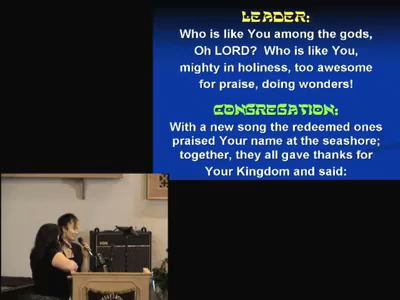 LEADER:
Who is like You among the gods,
Oh LORD? Who is like You,
mighty in holiness, too awesome
for praise, doing wonders!
CONGREGATION:
With a new song the redeemed ones
praised Your name at the seashore;
together, they all gave thanks for
Your Kingdom and said:
VOX